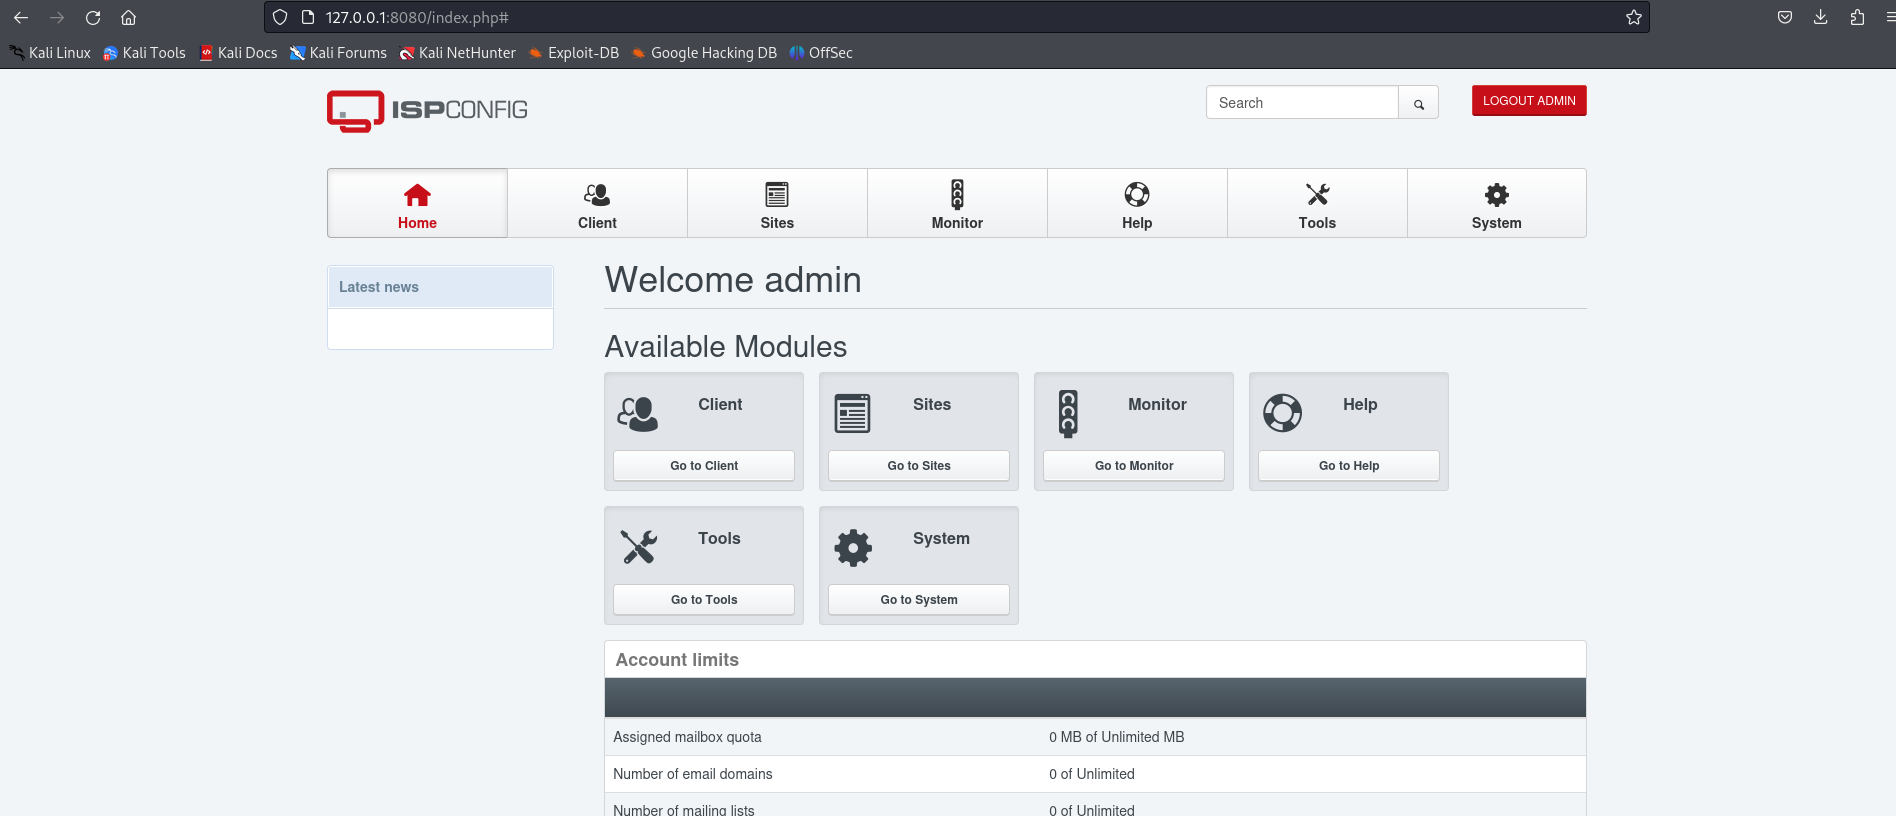 127.0.0.1:8080/index.php#
Kali Linux Kali Tools Kali Docs Kali Forums Kali NetHunter Exploit-DB Google Hacking DB OffSec
ISPCONFIG
Search
LOGOUT ADMIN
Home Client Sites Monitor Help Tools System
Latest news
Welcome admin
Available Modules
Client Sites Monitor Help
Go to Client Go to Sites Go to Monitor Go to Help
Tools System
Go to Tools Go to System
Account limits
Assigned mailbox quota 0 MB of Unlimited MB
Number of email domains 0 of Unlimited
Number of mailing lists 0 of Unlimited